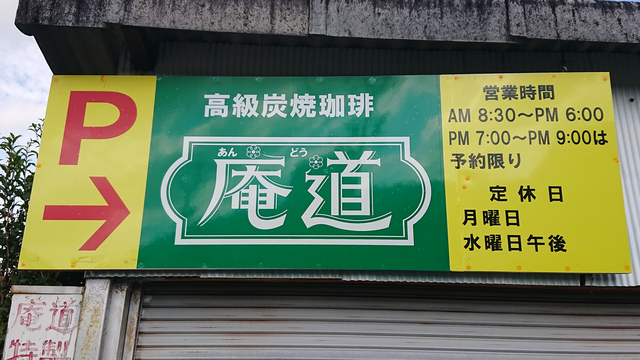 P
→
高級炭焼珈琲
あん どう
庵道
営業時間
AM 8:30〜PM 6:00
PM 7:00〜PM 9:00は
予約限り
定休日
月曜日
水曜日午後
庵道
特製